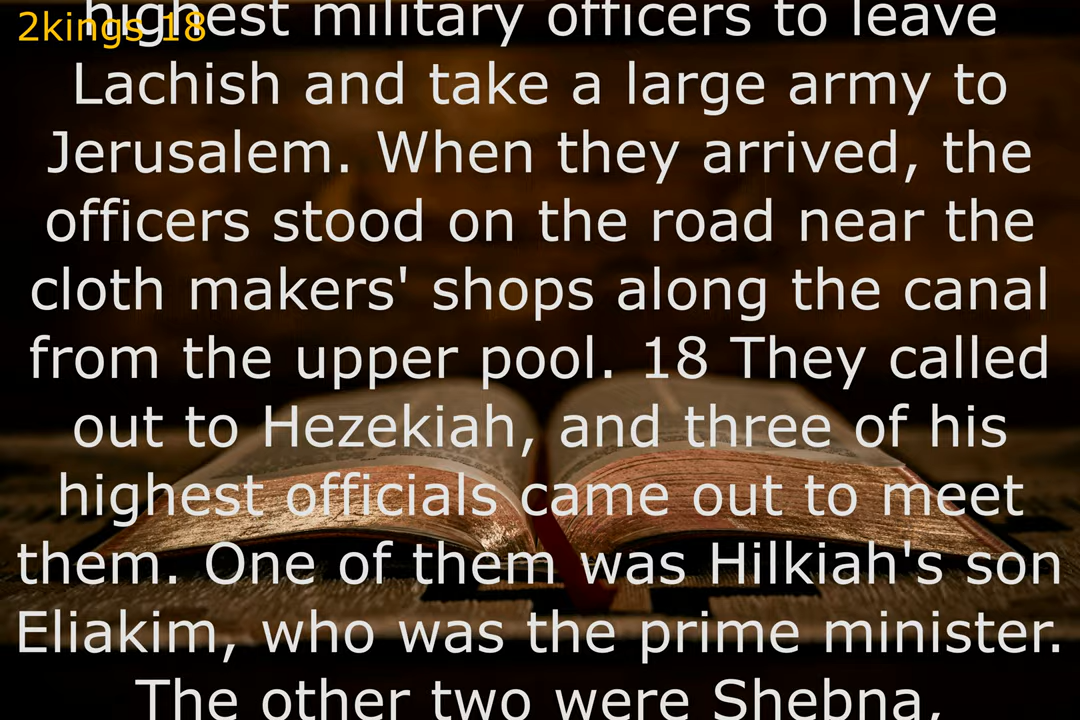 2kings 18
highest military officers to leave
Lachish and take a large army to
Jerusalem. When they arrived, the
officers stood on the road near the
cloth makers' shops along the canal
from the upper pool. 18 They called
out to Hezekiah, and three of his
highest officials came out to meet
them. One of them was Hilkiah's son
Eliakim, who was the prime minister.
The other two were Shebna,